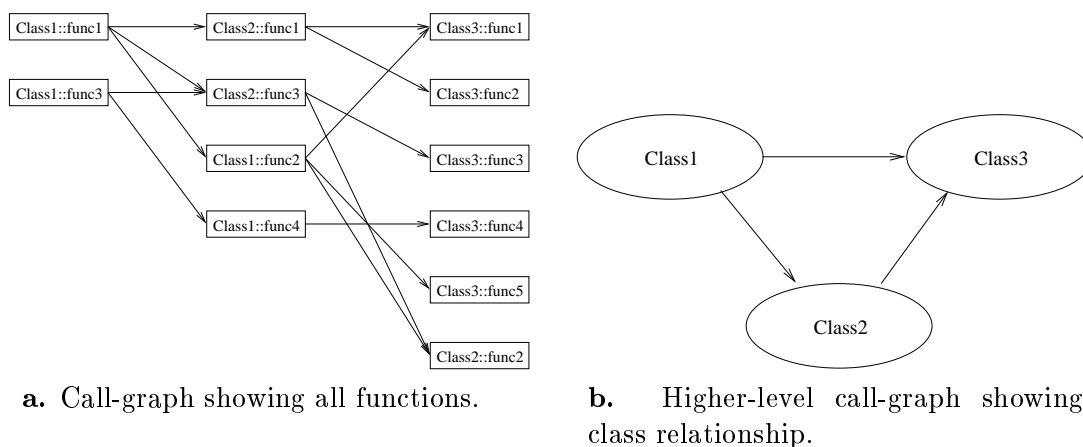 Class1::func1
Class2::func1
Class3::func1
Class1::func3
Class2::func3
Class3:func2
Class1::func2
Class3::func3
Class1::func4
Class3::func4
Class3::func5
Class2::func2
a. Call-graph showing all functions.
Class1
Class3
Class2
b. Higher-level call-graph showing
class relationship.